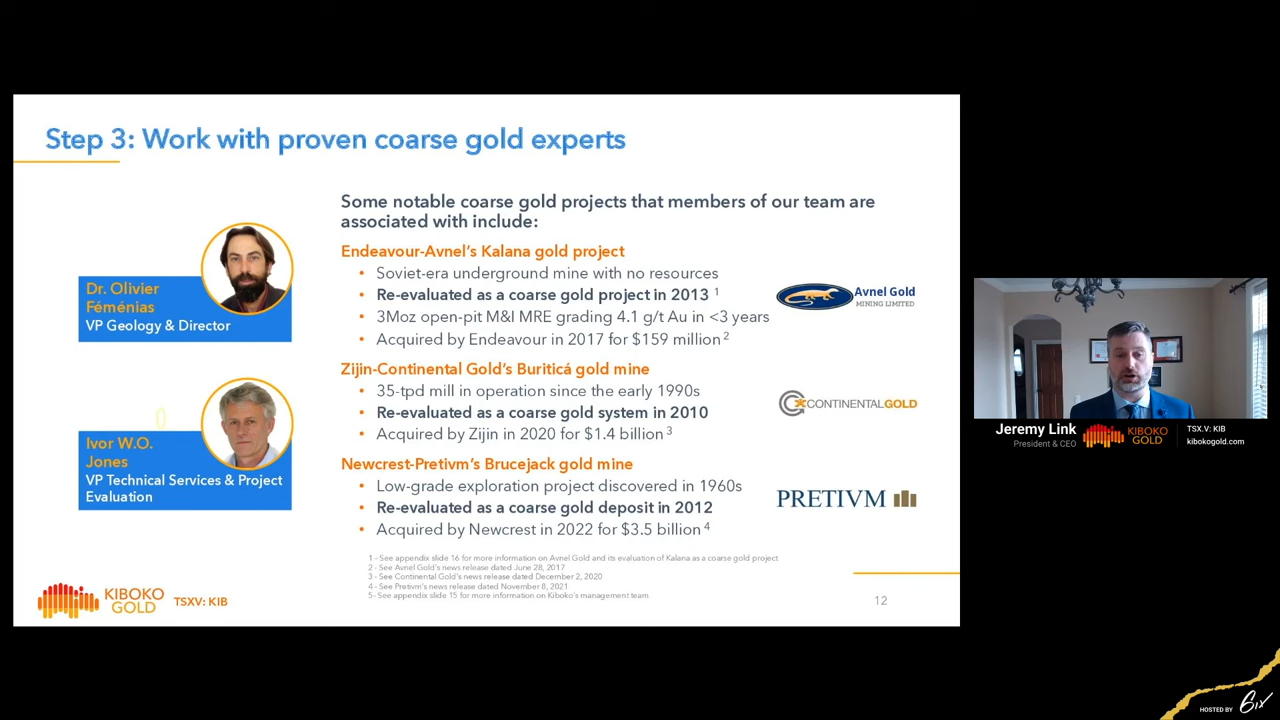 Step 3: Work with proven coarse gold experts
Dr. Olivier
Féménias
VP Geology & Director
Ivor W.O.
Jones
VP Technical Services & Project
Evaluation
Some notable coarse gold projects that members of our team are
associated with include:
Endeavour-Avnel's Kalana gold project
• Soviet-era underground mine with no resources
• Re-evaluated as a coarse gold project in 2013 1
• 3Moz open-pit M&I MRE grading 4.1 g/t Au in <3 years
• Acquired by Endeavour in 2017 for $159 million 2
Avnel Gold
MINING LIMITED
Zijin-Continental Gold's Buriticá gold mine
• 35-tpd mill in operation since the early 1990s
• Re-evaluated as a coarse gold system in 2010
• Acquired by Zijin in 2020 for $1.4 billion 3
CONTINENTALGOLD
Newcrest-Pretivm's Brucejack gold mine
• Low-grade exploration project discovered in 1960s
• Re-evaluated as a coarse gold deposit in 2012
• Acquired by Newcrest in 2022 for $3.5 billion 4
PRETIVM
1 - See appendix slide 16 for more information on Avnel Gold and its evaluation of Kalana as a coarse gold project
2 - See Avnel Gold's news release dated June 28, 2017
3 - See Continental Gold's news release dated December 2, 2020
4 - See Pretivm's news release dated November 8, 2021
5- See appendix slide 15 for more information on Kiboko's management team
KIBOKO
GOLD
TSXV: KIB
12
Jeremy Link
President & CEO
KIBOKO
GOLD
TSX.V: KIB
kibokogold.com
HOSTED BY 6ix